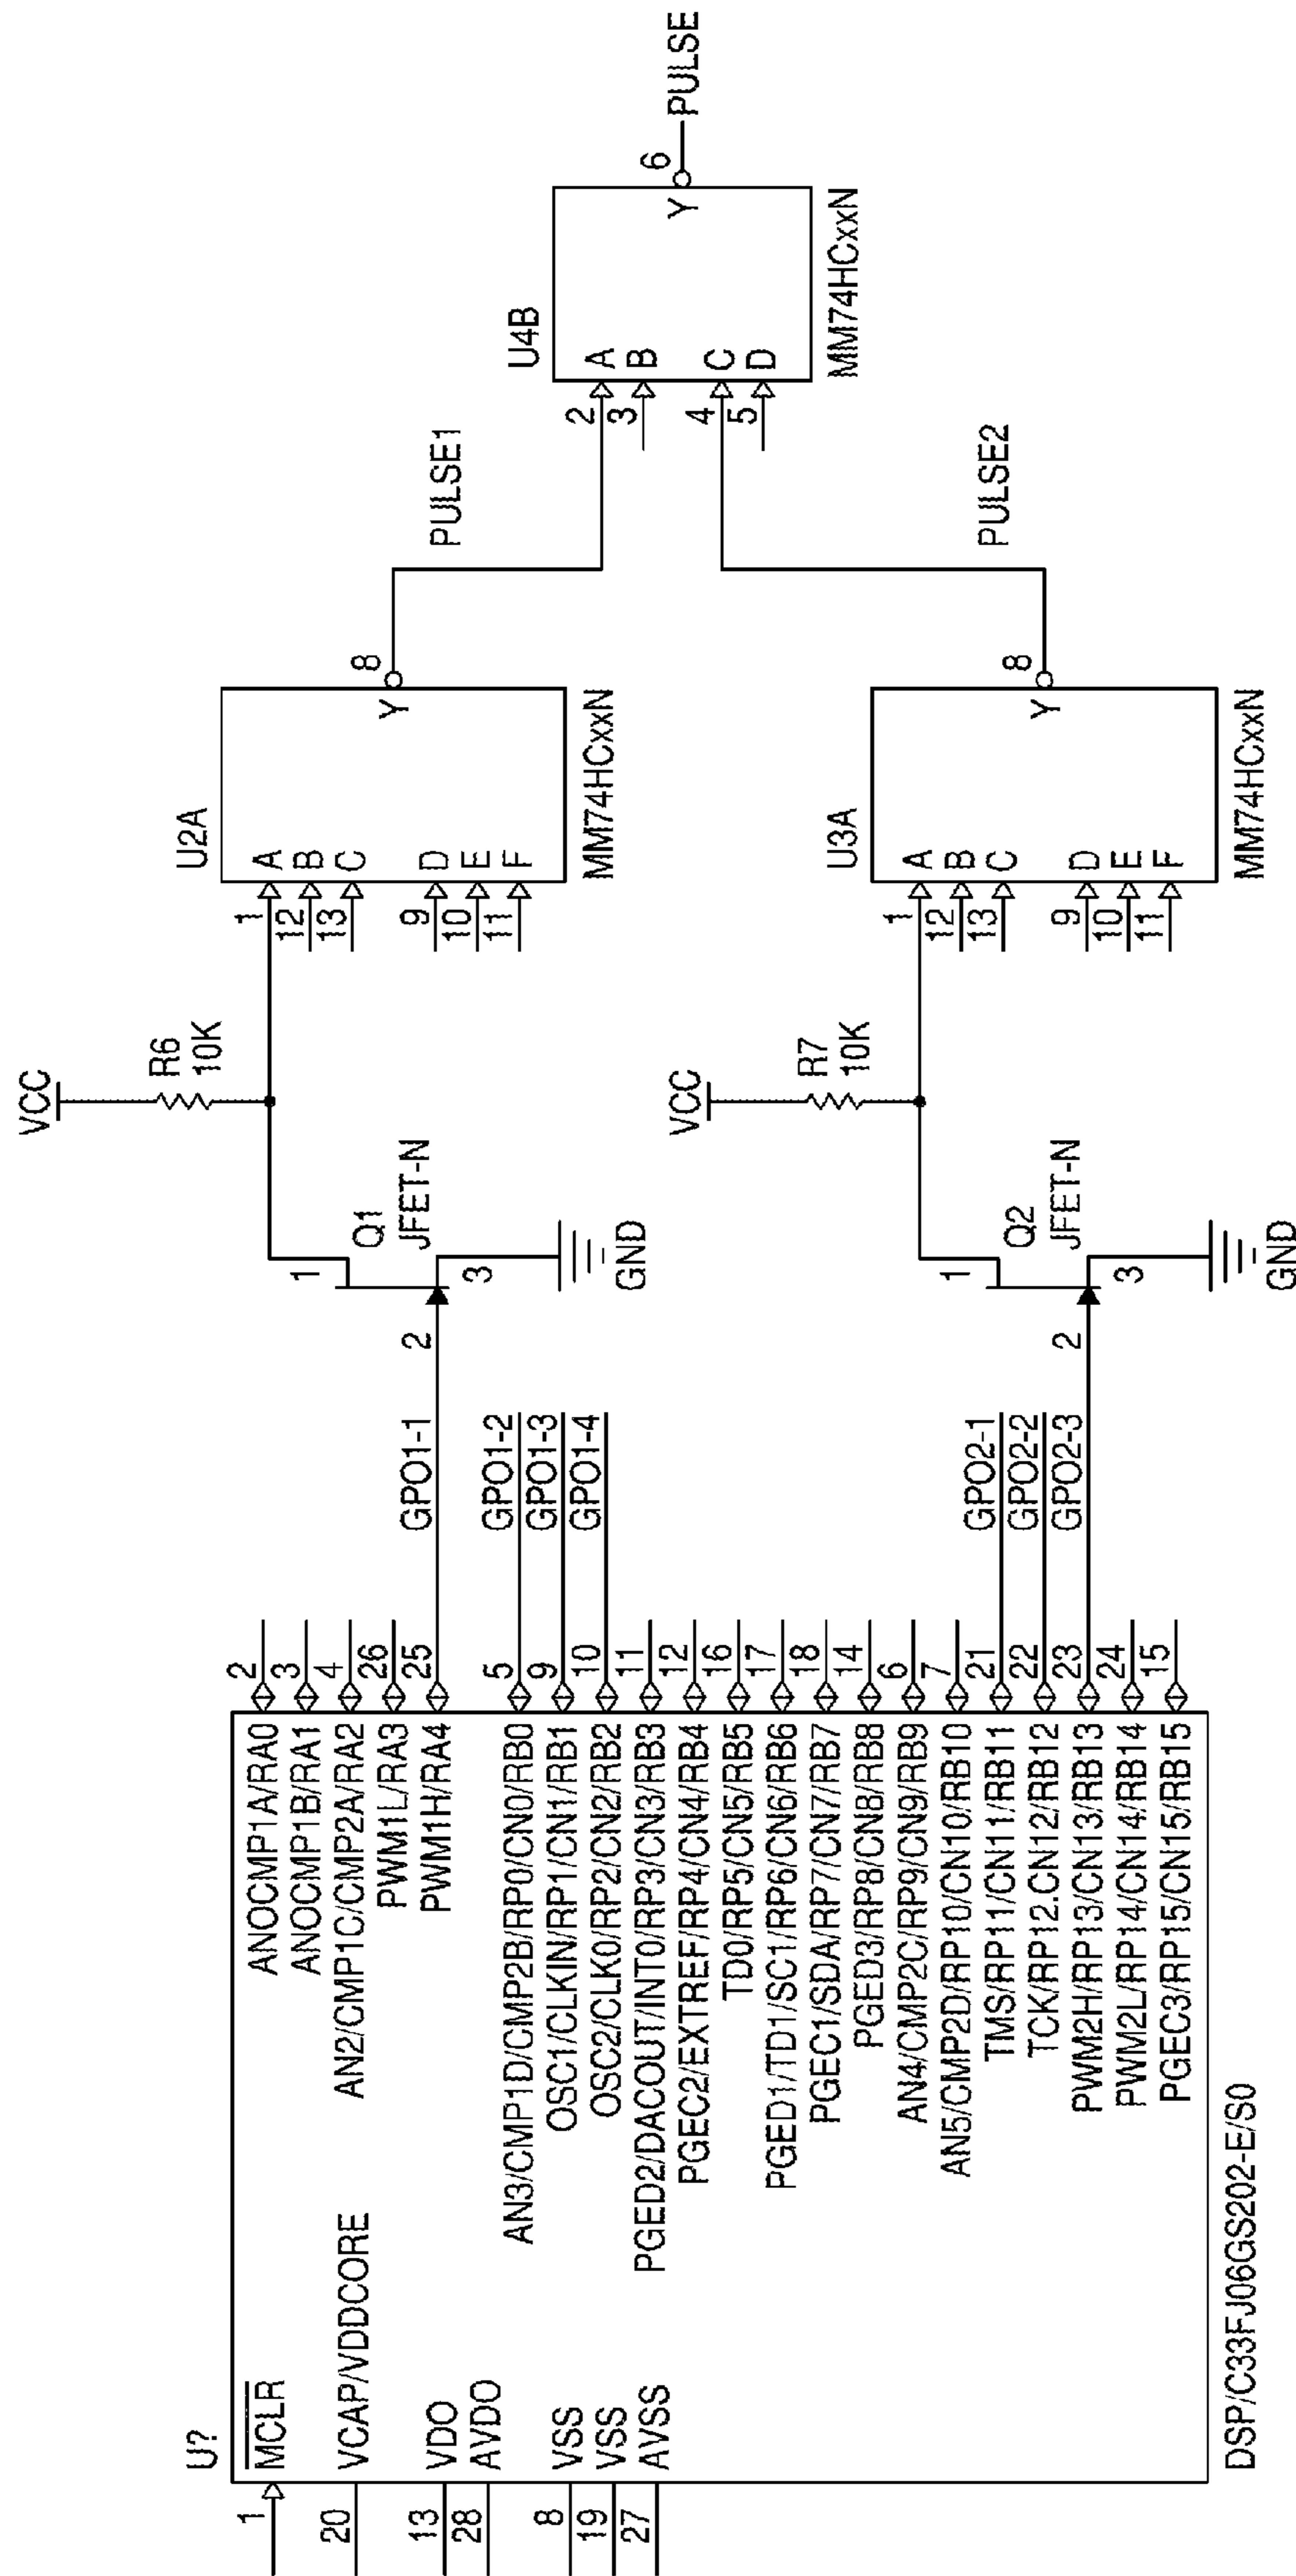 U?
1
MCLR
20
VCAP/VDDCORE
13
VDO
28
AVDO
8
VSS
19
VSS
27
AVSS
ANOCMP1A/RA0
2
ANOCMP1B/RA1
3
AN2/CMP1C/CMP2A/RA2
4
PWM1L/RA3
26
PWM1H/RA4
25
AN3/CMP1D/CMP2B/RP0/CN0/RB0
5
OSC1/CLKIN/RP1/CN1/RB1
9
OSC2/CLK0/RP2/CN2/RB2
10
PGED2/DACOUT/INT0/RP3/CN3/RB3
11
PGEC2/EXTREF/RP4/CN4/RB4
12
TD0/RP5/CN5/RB5
16
PGED1/TD1/SC1/RP6/CN6/RB6
17
PGEC1/SDA/RP7/CN7/RB7
18
PGED3/RP8/CN8/RB8
14
AN4/CMP2C/RP9/CN9/RB9
6
AN5/CMP2D/RP10/CN10/RB10
7
TMS/RP11/CN11/RB11
21
TCK/RP12.CN12/RB12
22
PWM2H/RP13/CN13/RB13
23
PWM2L/RP14/CN14/RB14
24
PGEC3/RP15/CN15/RB15
15
DSP/C33FJ06GS202-E/S0
GPO1-1
GPO1-2
GPO1-3
GPO1-4
GPO2-1
GPO2-2
GPO2-3
VCC
R6
10K
1
Q1
JFET-N
2
3
GND
VCC
R7
10K
1
Q2
JFET-N
2
3
GND
U2A
1
A
12
B
13
C
9
D
10
E
11
F
Y
8
MM74HCxxN
U3A
1
A
12
B
13
C
9
D
10
E
11
F
Y
8
MM74HCxxN
PULSE1
PULSE2
U4B
2
A
3
B
4
C
5
D
Y
6
PULSE
MM74HCxxN